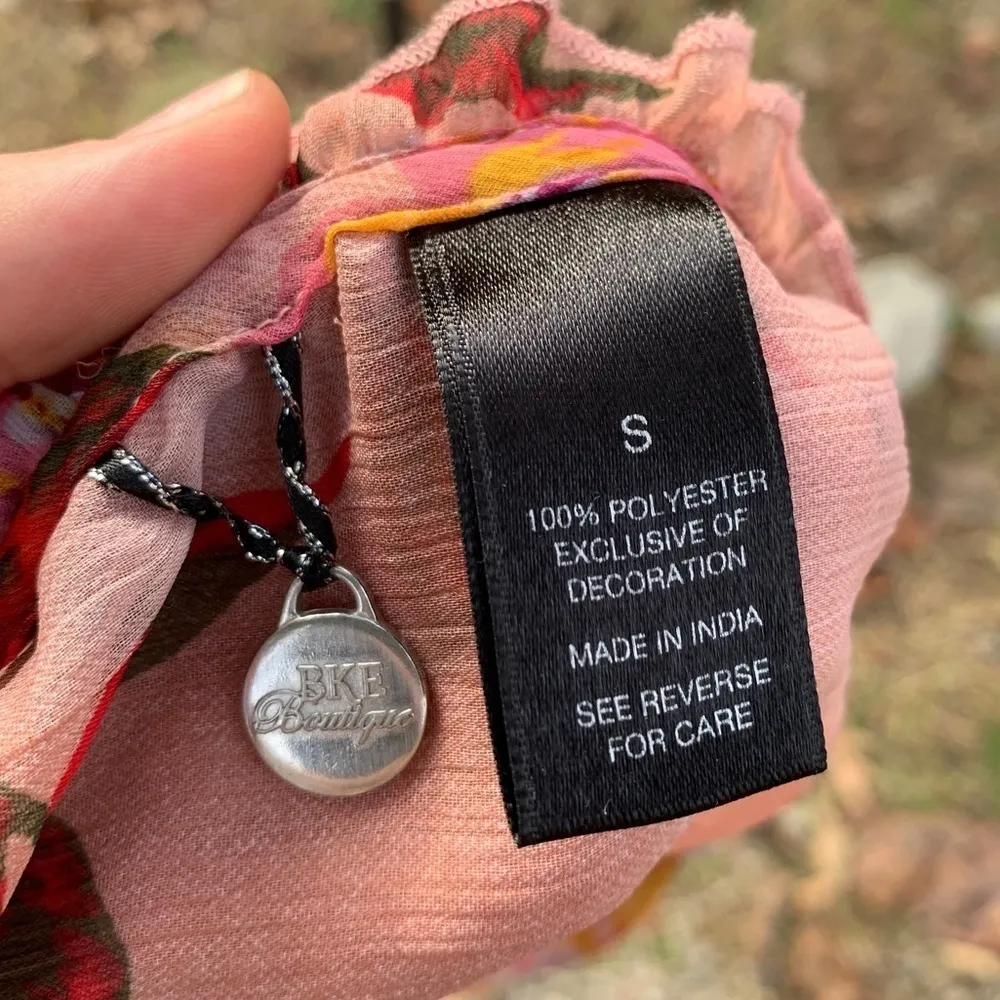 BKE
Boutique
S
100% POLYESTER
EXCLUSIVE OF
DECORATION
MADE IN INDIA
SEE REVERSE
FOR CARE